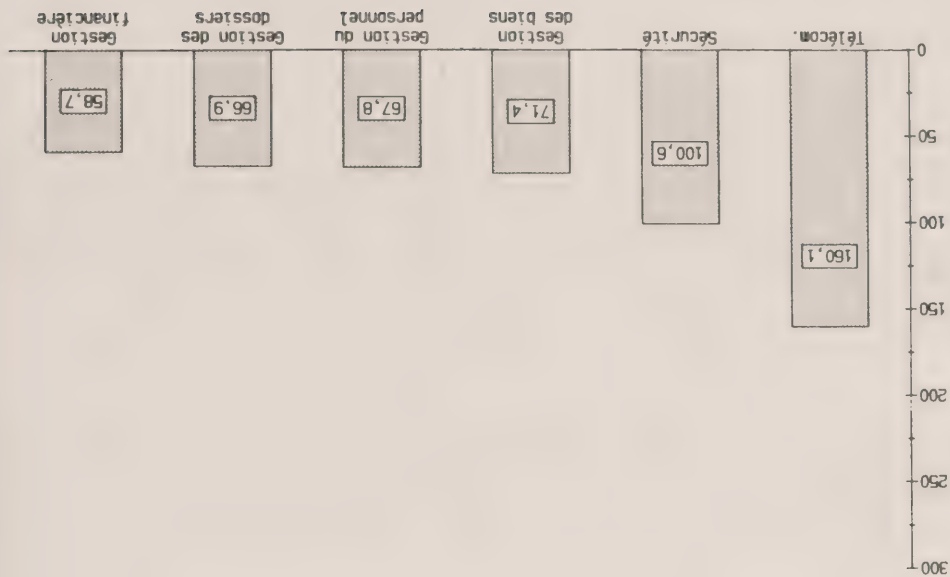 300
250
200
150
100
50
0
160,1
100,6
71,4
67,8
66,9
58,7
Télécom.
Sécurité
Gestion
des biens
Gestion du
personnel
Gestion des
dossiers
Gestion
financière